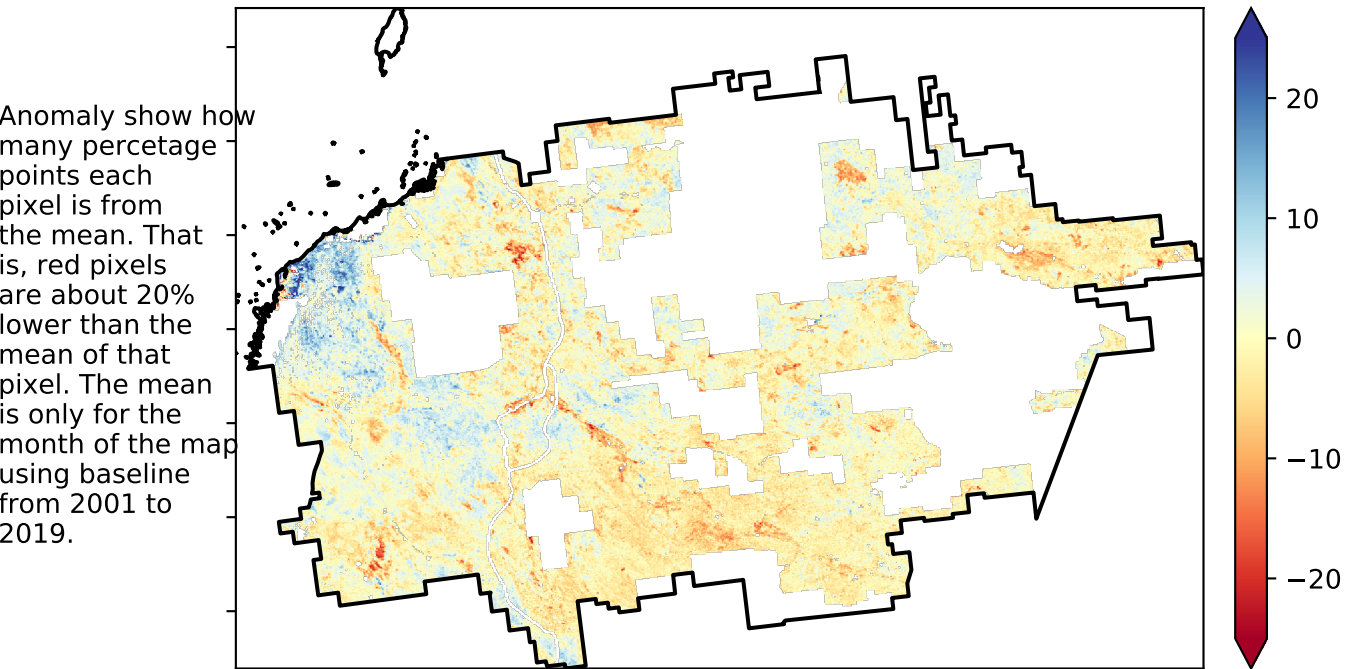 Anomaly show how
many percetage
points each
pixel is from
the mean. That
is, red pixels
are about 20%
lower than the
mean of that
pixel. The mean
is only for the
month of the map
using baseline
from 2001 to
2019.
20
10
0
−10
−20